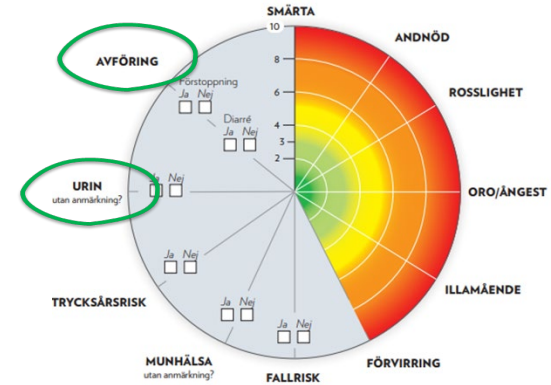 SMÄRTA
10
8
6
4
3
2
ANDNÖD
ROSSLIGHET
ORO/ÅNGEST
ILLAMÅENDE
FÖRVIRRING
FALLRISK
Ja Nej
MUNHÄLSA
utan anmärkning?
Ja Nej
TRYCKSÅRSRISK
Ja Nej
URIN
utan anmärkning?
Ja Nej
AVFÖRING
Förstoppning
Ja Nej
Diarré
Ja Nej